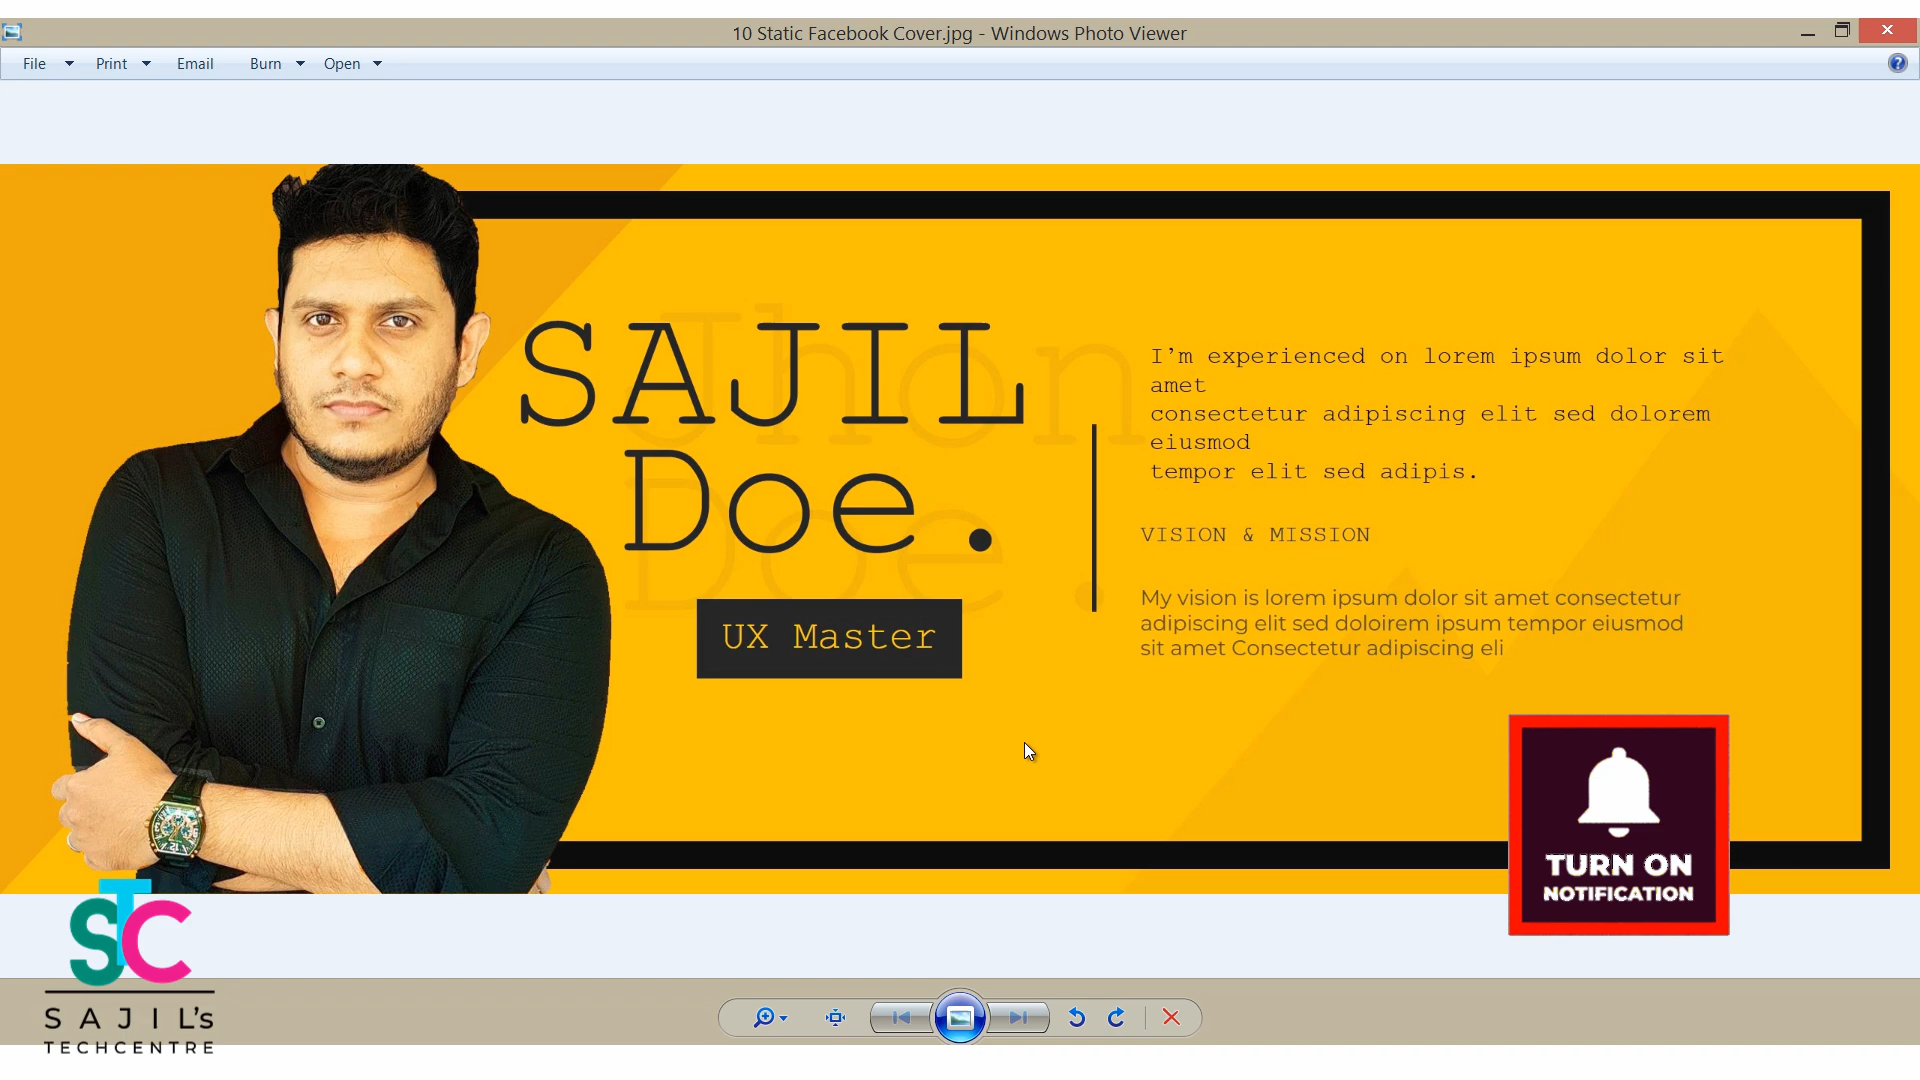 10 Static Facebook Cover.jpg - Windows Photo Viewer
File Print Email Burn Open
Jhon
Doe.
SAJIL
Doe.
UX Master
I’m experienced on lorem ipsum dolor sit
amet
consectetur adipiscing elit sed dolorem
eiusmod
tempor elit sed adipis.
VISION & MISSION
My vision is lorem ipsum dolor sit amet consectetur
adipiscing elit sed doloirem ipsum tempor eiusmod
sit amet Consectetur adipiscing eli
TURN ON
NOTIFICATION
STC
SAJIL’s
TECHCENTRE